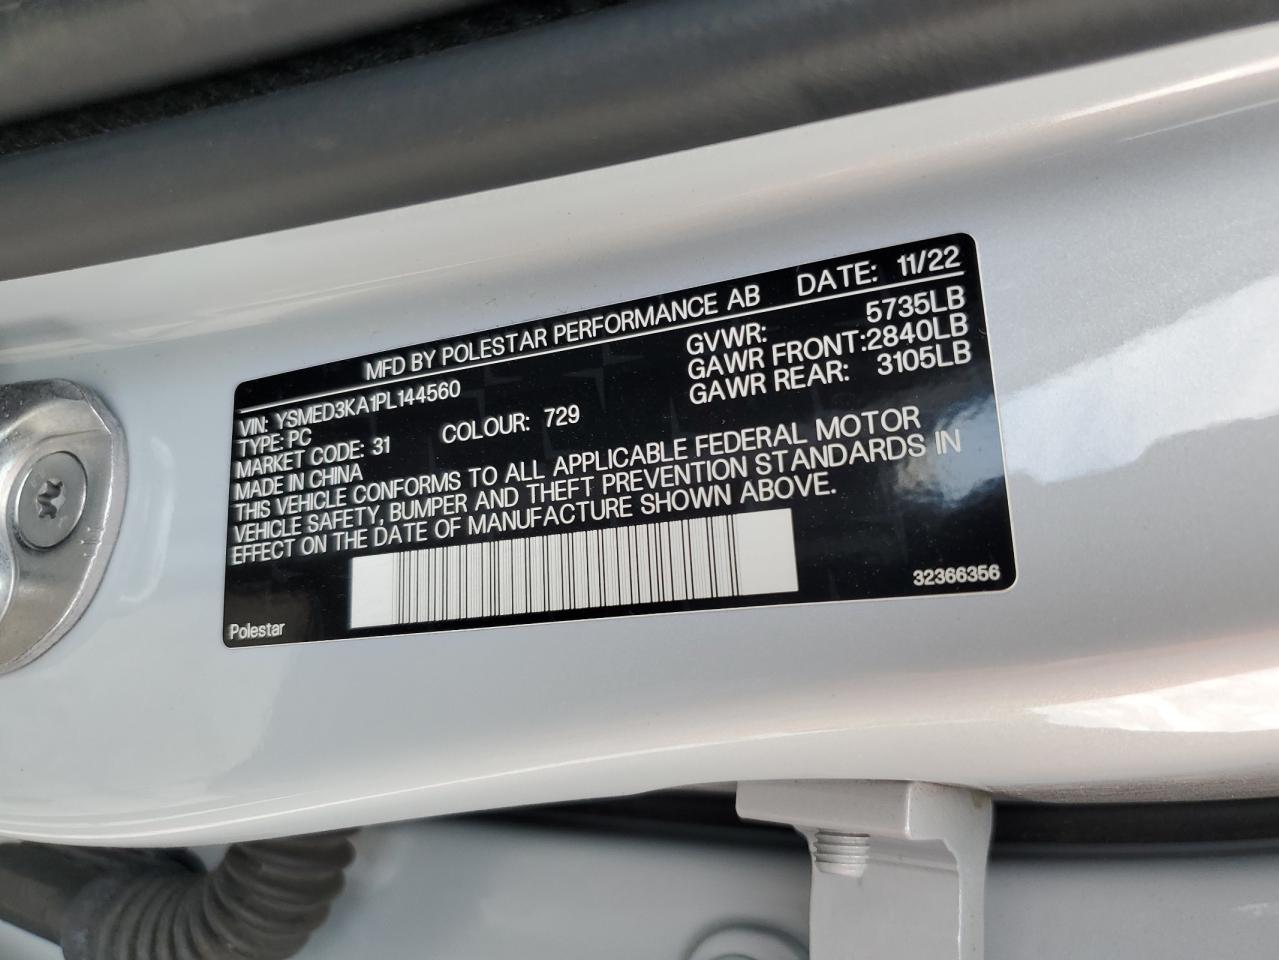 MFD BY POLESTAR PERFORMANCE AB DATE: 11/22
VIN: YSMED3KA1PL144560 GVWR: 5735LB
TYPE: PC GAWR FRONT:2840LB
MARKET CODE: 31 COLOUR: 729 GAWR REAR: 3105LB
MADE IN CHINA
THIS VEHICLE CONFORMS TO ALL APPLICABLE FEDERAL MOTOR
VEHICLE SAFETY, BUMPER AND THEFT PREVENTION STANDARDS IN
EFFECT ON THE DATE OF MANUFACTURE SHOWN ABOVE.
Polestar 32366356